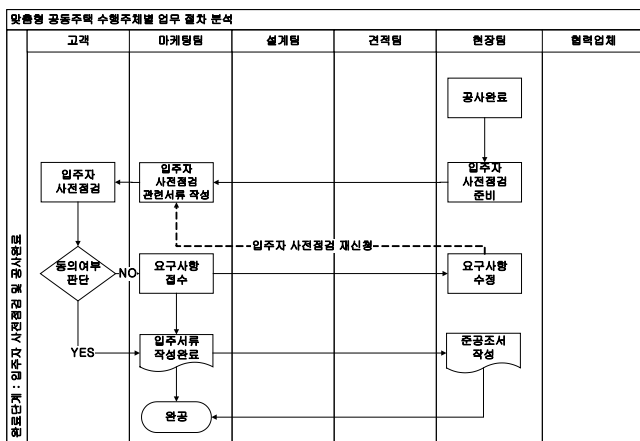 맞춤형 공동주택 수행주체별 업무 절차 분석
고객
마케팅팀
설계팀
견적팀
현장팀
협력업체
완료단계 : 입주자 사전점검 및 공사완료
공사완료
입주자
사전점검
입주자
사전점검
관련서류 작성
입주자
사전점검
준비
입주자 사전점검 재신청
동의여부
판단
NO
요구사항
접수
요구사항
수정
YES
입주서류
작성완료
준공조서
작성
완공